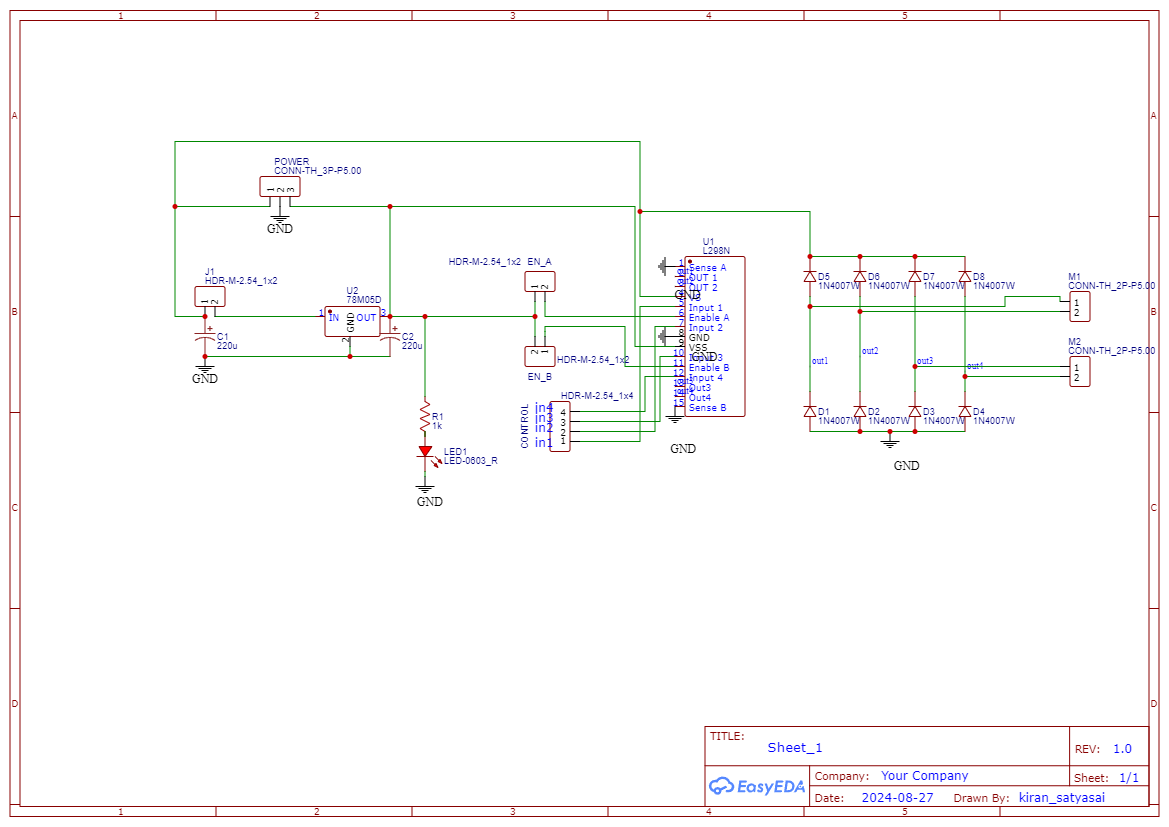 1 2 3 4 5
A
A
POWER
CONN-TH_3P-P5.00
1 2 3
GND
B
B
J1
HDR-M-2.54_1x2
1 2
C1
220u
GND
U2
78M05D
1 IN OUT 3
GND
2
C2
220u
HDR-M-2.54_1x2 EN_A
1 2
2 1
HDR-M-2.54_1x2
EN_B
R1
1k
LED1
LED-0603_R
GND
HDR-M-2.54_1x4
CONTROL
in4 4
in3 3
in2 2
in1 1
U1
L298N
1 Sense A
OUT 1
OUT 2
GND
5 Input 1
6 Enable A
7 Input 2
8 GND
9 VSS
GND
10 Input 3
11 Enable B
12 Input 4
13 Out3
14 Out4
15 Sense B
GND
D5
1N4007W
D6
1N4007W
D7
1N4007W
D8
1N4007W
out1
out2
out3
out4
D1
1N4007W
D2
1N4007W
D3
1N4007W
D4
1N4007W
GND
M1
CONN-TH_2P-P5.00
1
2
M2
CONN-TH_2P-P5.00
1
2
C
C
D
D
TITLE:
Sheet_1
REV: 1.0
EasyEDA
Company: Your Company
Sheet: 1/1
Date: 2024-08-27 Drawn By: kiran_satyasai
1 2 3 4 5